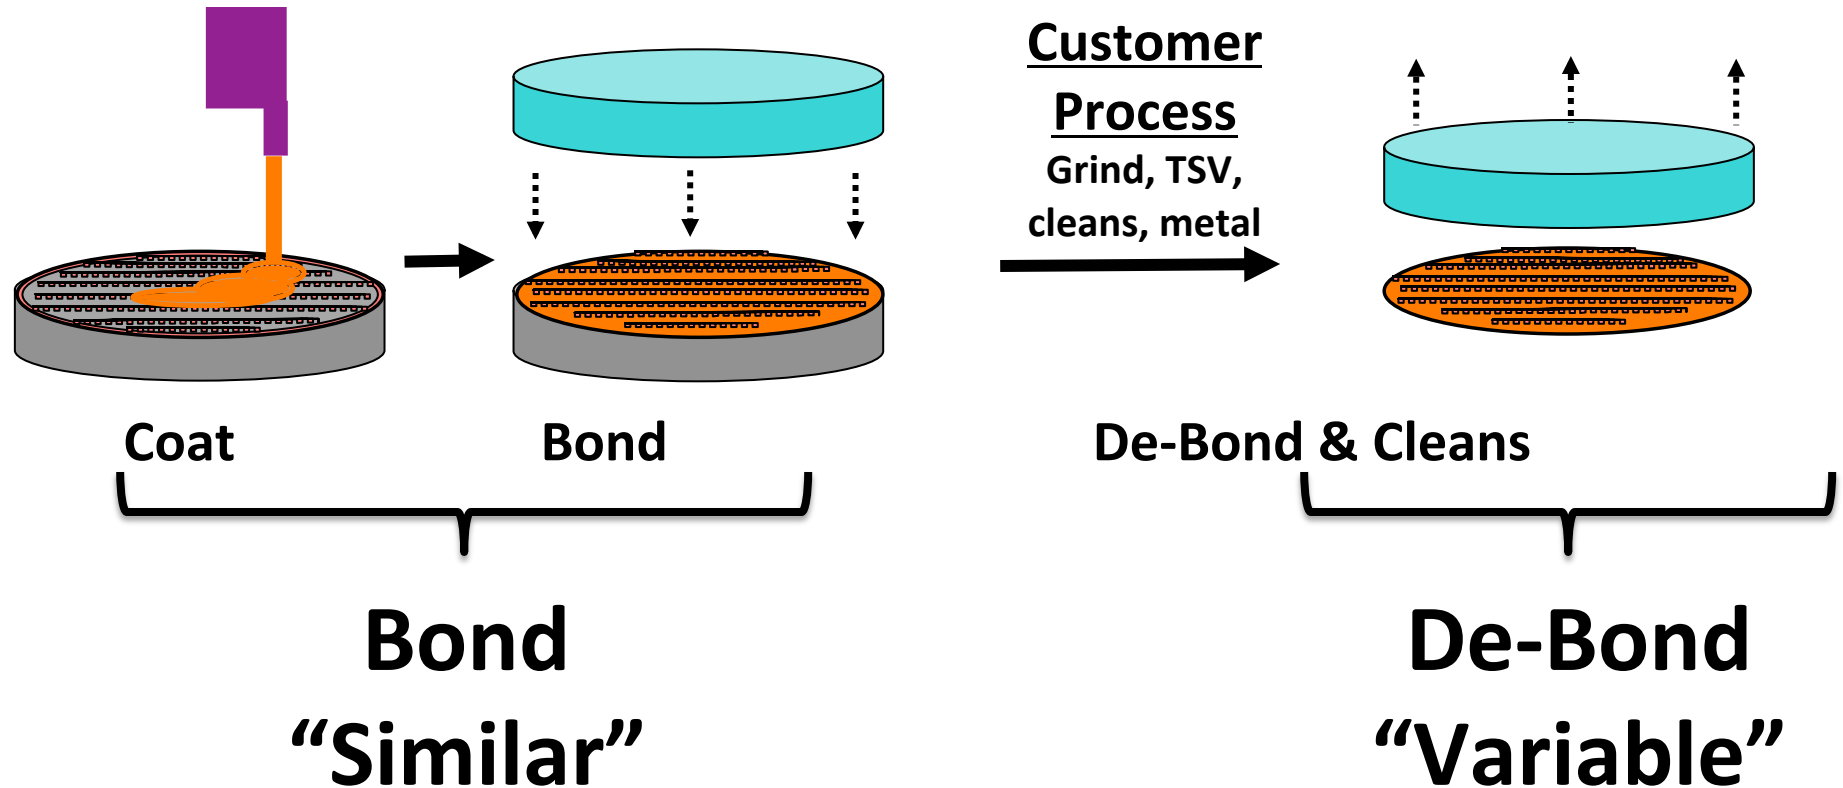 Customer
Process
Grind, TSV,
cleans, metal
Coat
Bond
De-Bond & Cleans
Bond
“Similar”
De-Bond
“Variable”